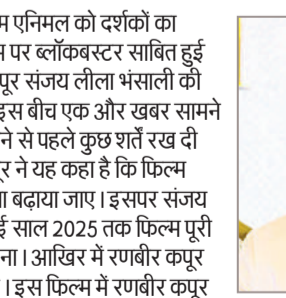 म एनिमल को दर्शकों का
म पर ब्लॉकबस्टर साबित हुई
पूर संजय लीला भंसाली की
इस बीच एक और खबर सामने
ने से पहले कुछ शर्तें रख दी
र ने यह कहा है कि फिल्म
ा बढ़ाया जाए। इसपर संजय
ई साल 2025 तक फिल्म पूरी
ना। आखिर में रणबीर कपूर
। इस फिल्म में रणबीर कपूर